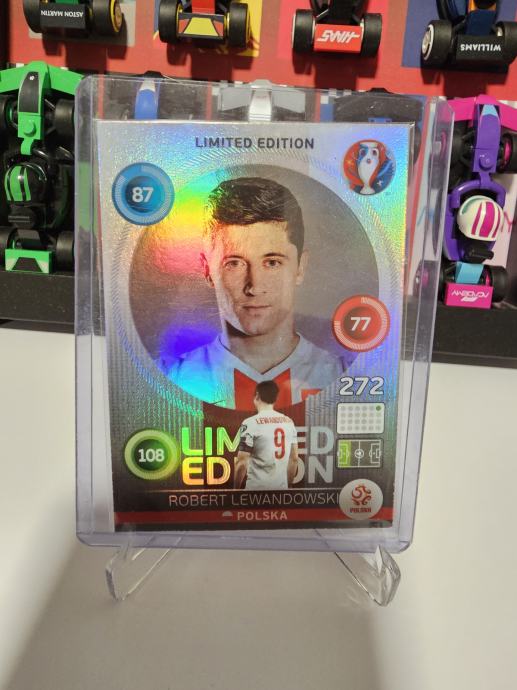 ASTON MARTIN
HAAS
WILLIAMS
LIMITED EDITION
87
77
272
LEWANDOWSKI
9
LIMITED
EDITION
108
ROBERT LEWANDOWSKI
POLSKA
POLSKA